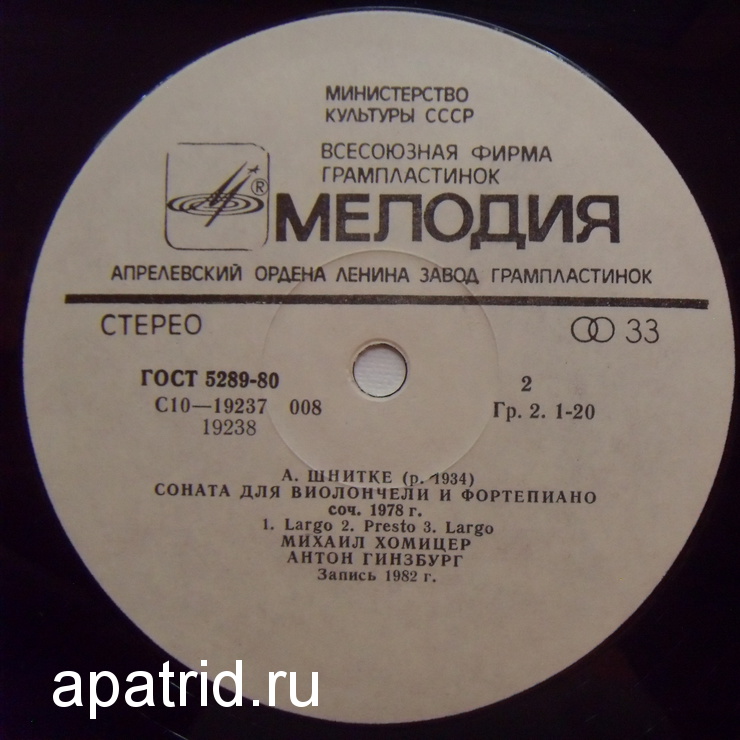 МИНИСТЕРСТВО
КУЛЬТУРЫ СССР
ВСЕСОЮЗНАЯ ФИРМА
ГРАМПЛАСТИНОК
® МЕЛОДИЯ
АПРЕЛЕВСКИЙ ОРДЕНА ЛЕНИНА ЗАВОД ГРАМПЛАСТИНОК
СТЕРЕО 33
ГОСТ 5289-80 2
С10—19237 008 Гр. 2. 1-20
19238
А. ШНИТКЕ (р. 1934)
СОНАТА ДЛЯ ВИОЛОНЧЕЛИ И ФОРТЕПИАНО
соч. 1978 г.
1. Largo 2. Presto 3. Largo
МИХАИЛ ХОМИЦЕР
АНТОН ГИНЗБУРГ
Запись 1982 г.
apatrid.ru